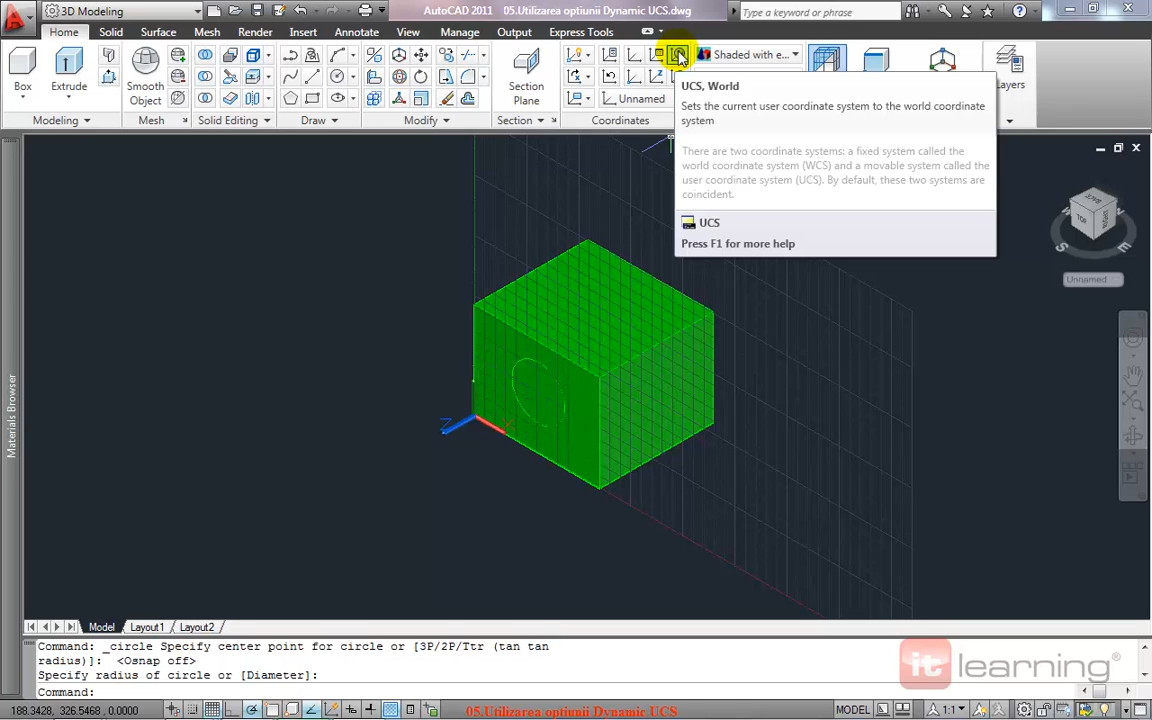 3D Modeling
AutoCAD 2011 05.Utilizarea optiunii Dynamic UCS.dwg
Type a keyword or phrase
Home Solid Surface Mesh Render Insert Annotate View Manage Output Express Tools
Shaded with e...
Box Extrude Smooth Object Section Plane
Unnamed
Layers
Modeling Mesh Solid Editing Draw Modify Section Coordinates
UCS, World
Sets the current user coordinate system to the world coordinate
system
There are two coordinate systems: a fixed system called the
world coordinate system (WCS) and a movable system called the
user coordinate system (UCS). By default, these two systems are
coincident.
UCS
Press F1 for more help
TOP
W
S
E
Unnamed
Materials Browser
Z X
Model Layout1 Layout2
Command: _circle Specify center point for circle or [3P/2P/Ttr (tan tan
radius)]: <Osnap off>
Specify radius of circle or [Diameter]:
Command:
it learning
188.3428, 326.5468, 0.0000
05.Utilizarea optiunii Dynamic UCS
MODEL
1:1